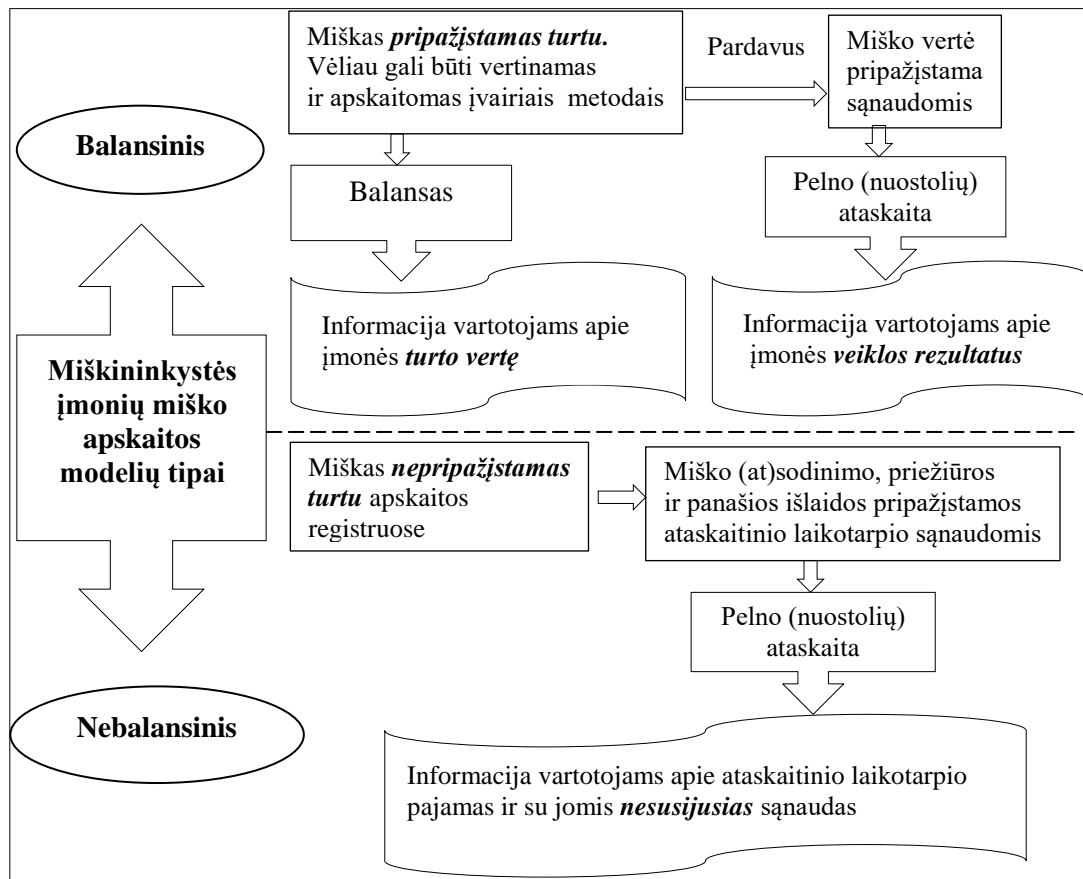 Miškas pripažįstamas turtu.
Vėliau gali būti vertinamas
ir apskaitomas įvairiais metodais
Pardavus
Miško vertė
pripažįstama
sąnaudomis
Balansinis
Balansas
Pelno (nuostolių)
ataskaita
Informacija vartotojams apie
įmonės turto vertę
Informacija vartotojams apie
įmonės veiklos rezultatus
Miškininkystės
įmonių miško
apskaitos
modelių tipai
Miškas nepripažįstamas
turtu apskaitos
registruose
Miško (at)sodinimo, priežiūros
ir panašios išlaidos pripažįstamos
ataskaitinio laikotarpio sąnaudomis
Pelno (nuostolių)
ataskaita
Nebalansinis
Informacija vartotojams apie ataskaitinio laikotarpio
pajamas ir su jomis nesusijusias sąnaudas